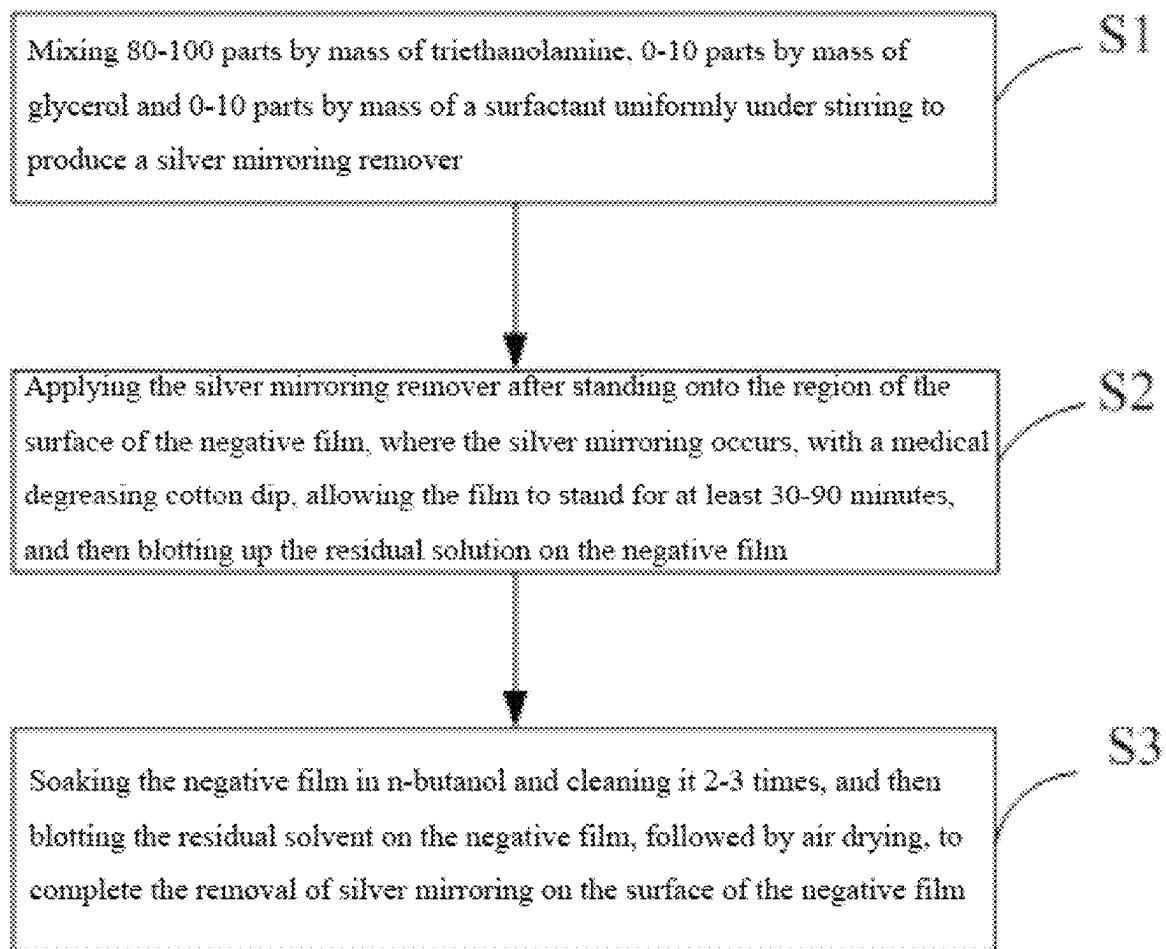 Mixing 80-100 parts by mass of triethanolamine, 0-10 parts by mass of
glycerol and 0-10 parts by mass of a surfactant uniformly under stirring to
produce a silver mirroring remover
S1
Applying the silver mirroring remover after standing onto the region of the
surface of the negative film, where the silver mirroring occurs, with a medical
degreasing cotton dip, allowing the film to stand for at least 30-90 minutes,
and then blotting up the residual solution on the negative film
S2
Soaking the negative film in n-butanol and cleaning it 2-3 times, and then
blotting the residual solvent on the negative film, followed by air drying, to
complete the removal of silver mirroring on the surface of the negative film
S3